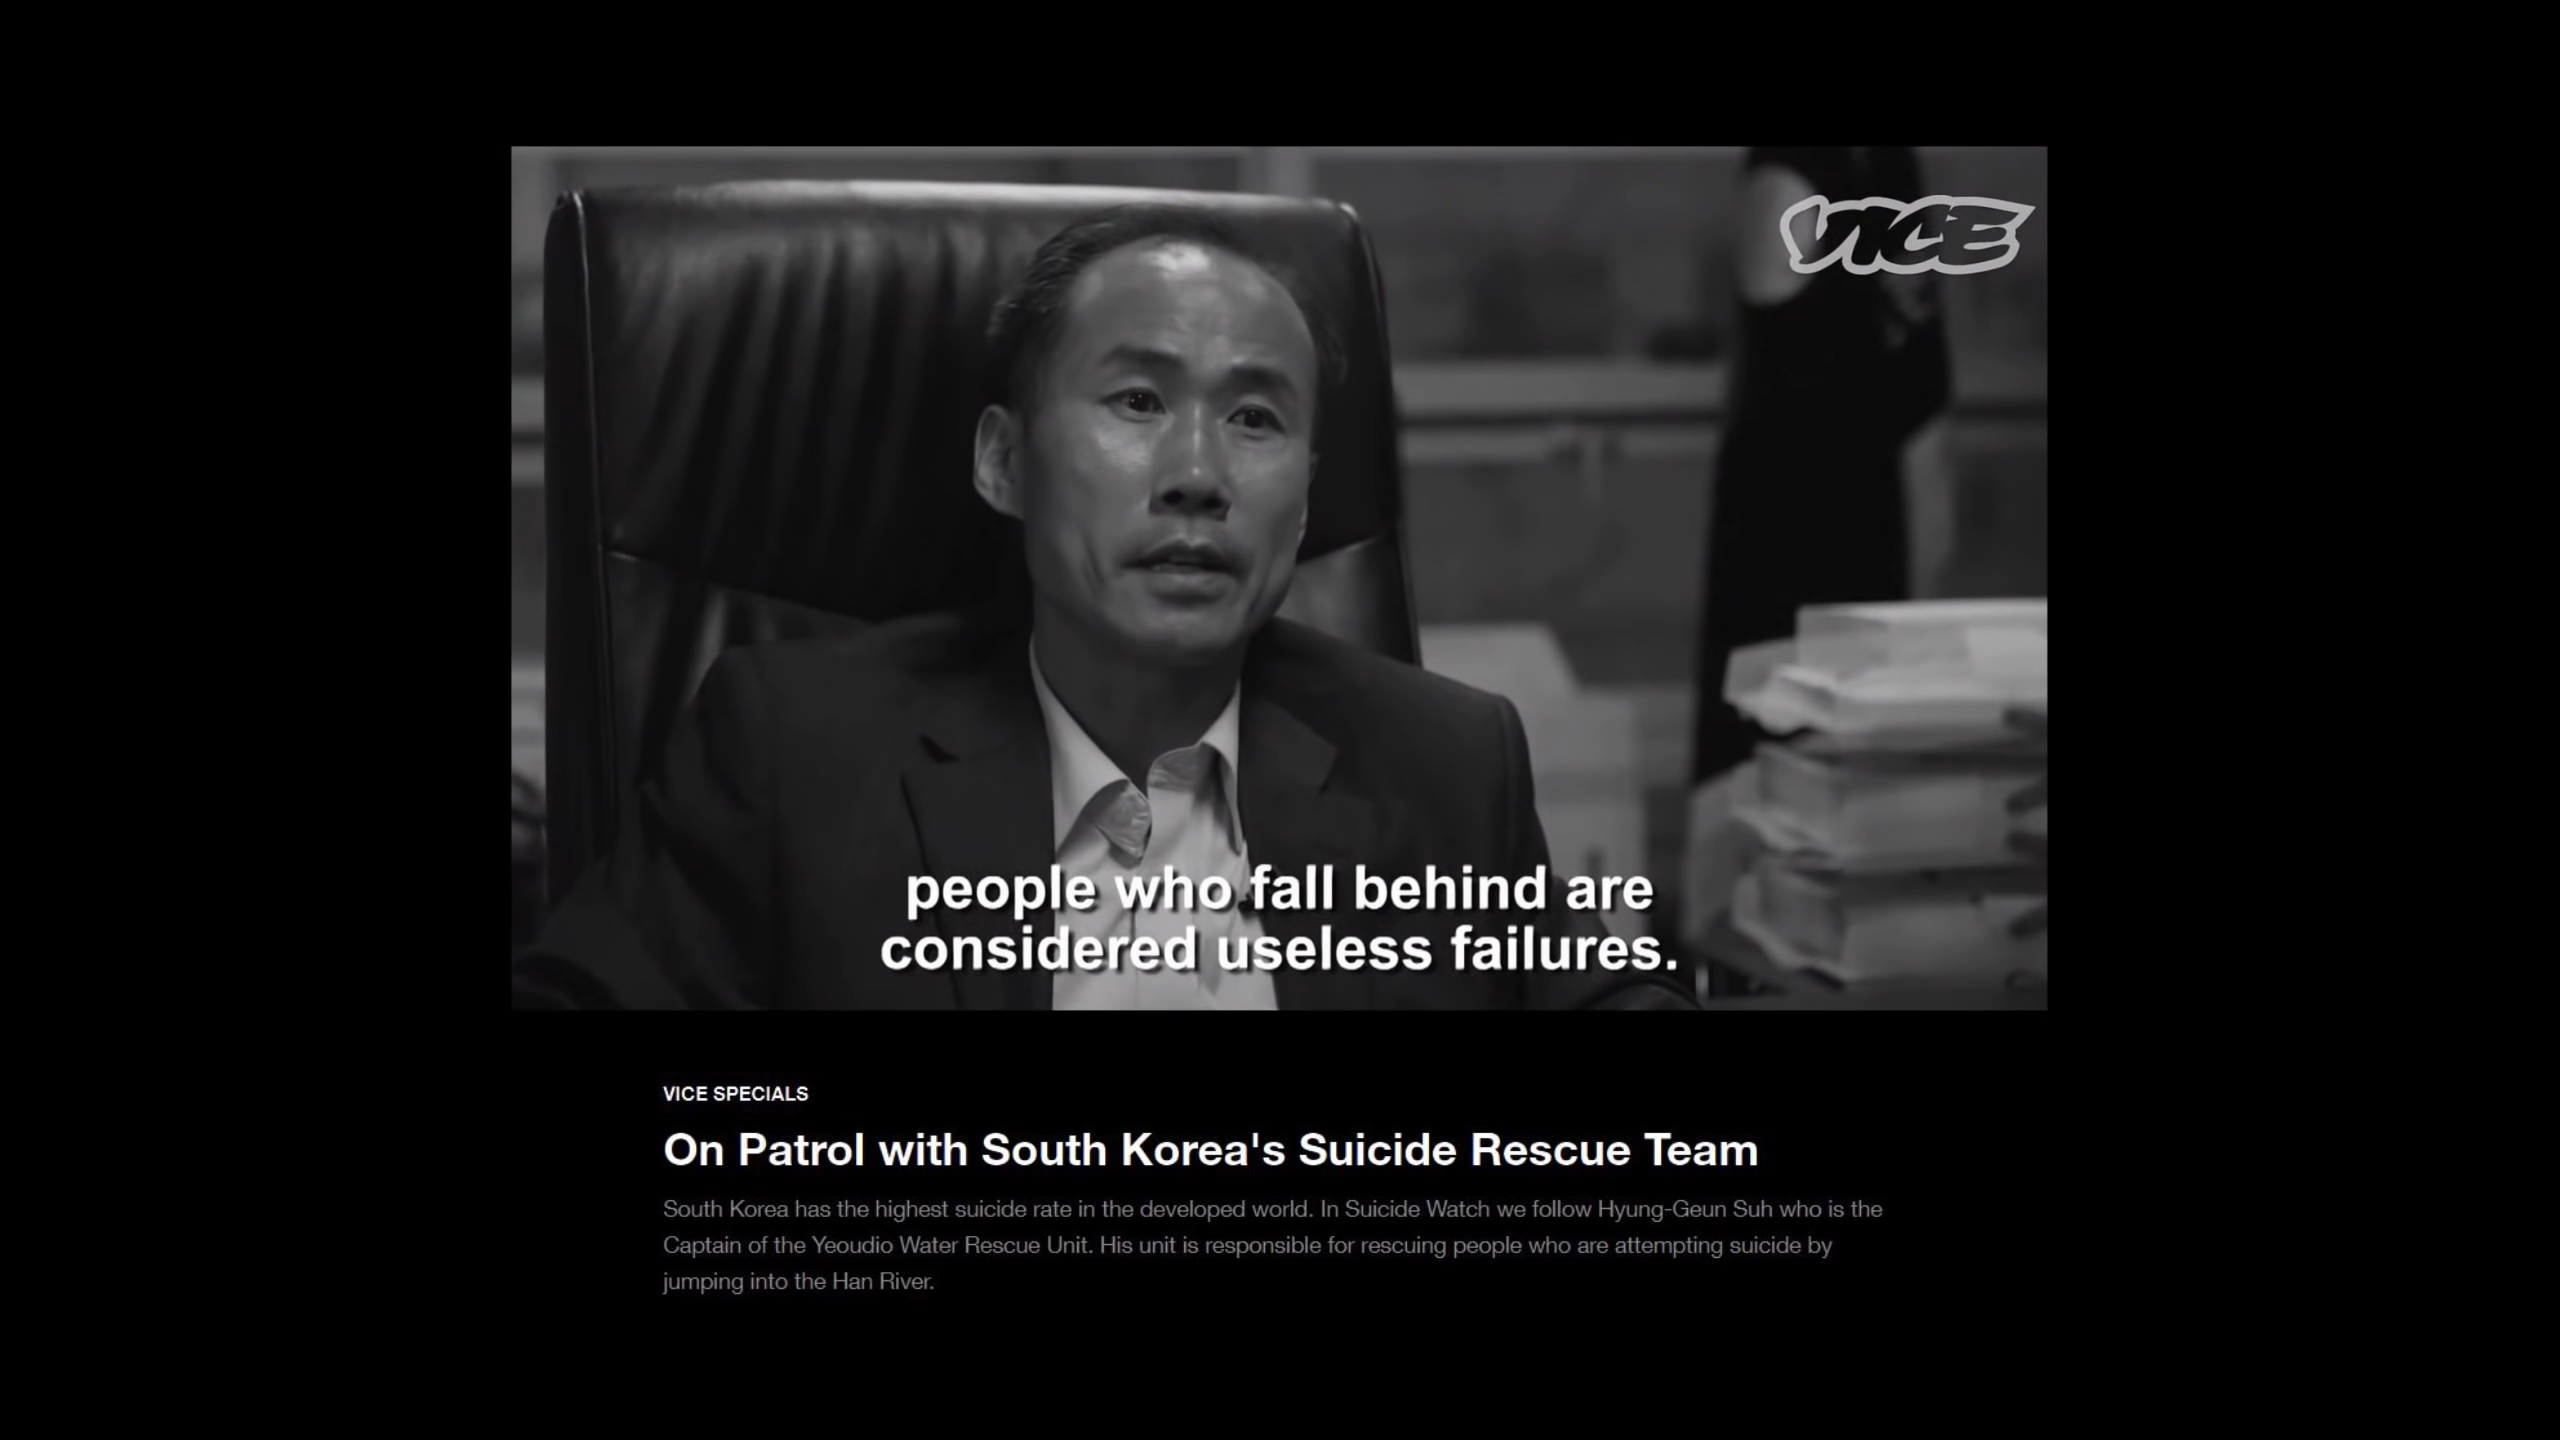 VICE
people who fall behind are
considered useless failures.
VICE SPECIALS
On Patrol with South Korea's Suicide Rescue Team
South Korea has the highest suicide rate in the developed world. In Suicide Watch we follow Hyung-Geun Suh who is the
Captain of the Yeoudio Water Rescue Unit. His unit is responsible for rescuing people who are attempting suicide by
jumping into the Han River.